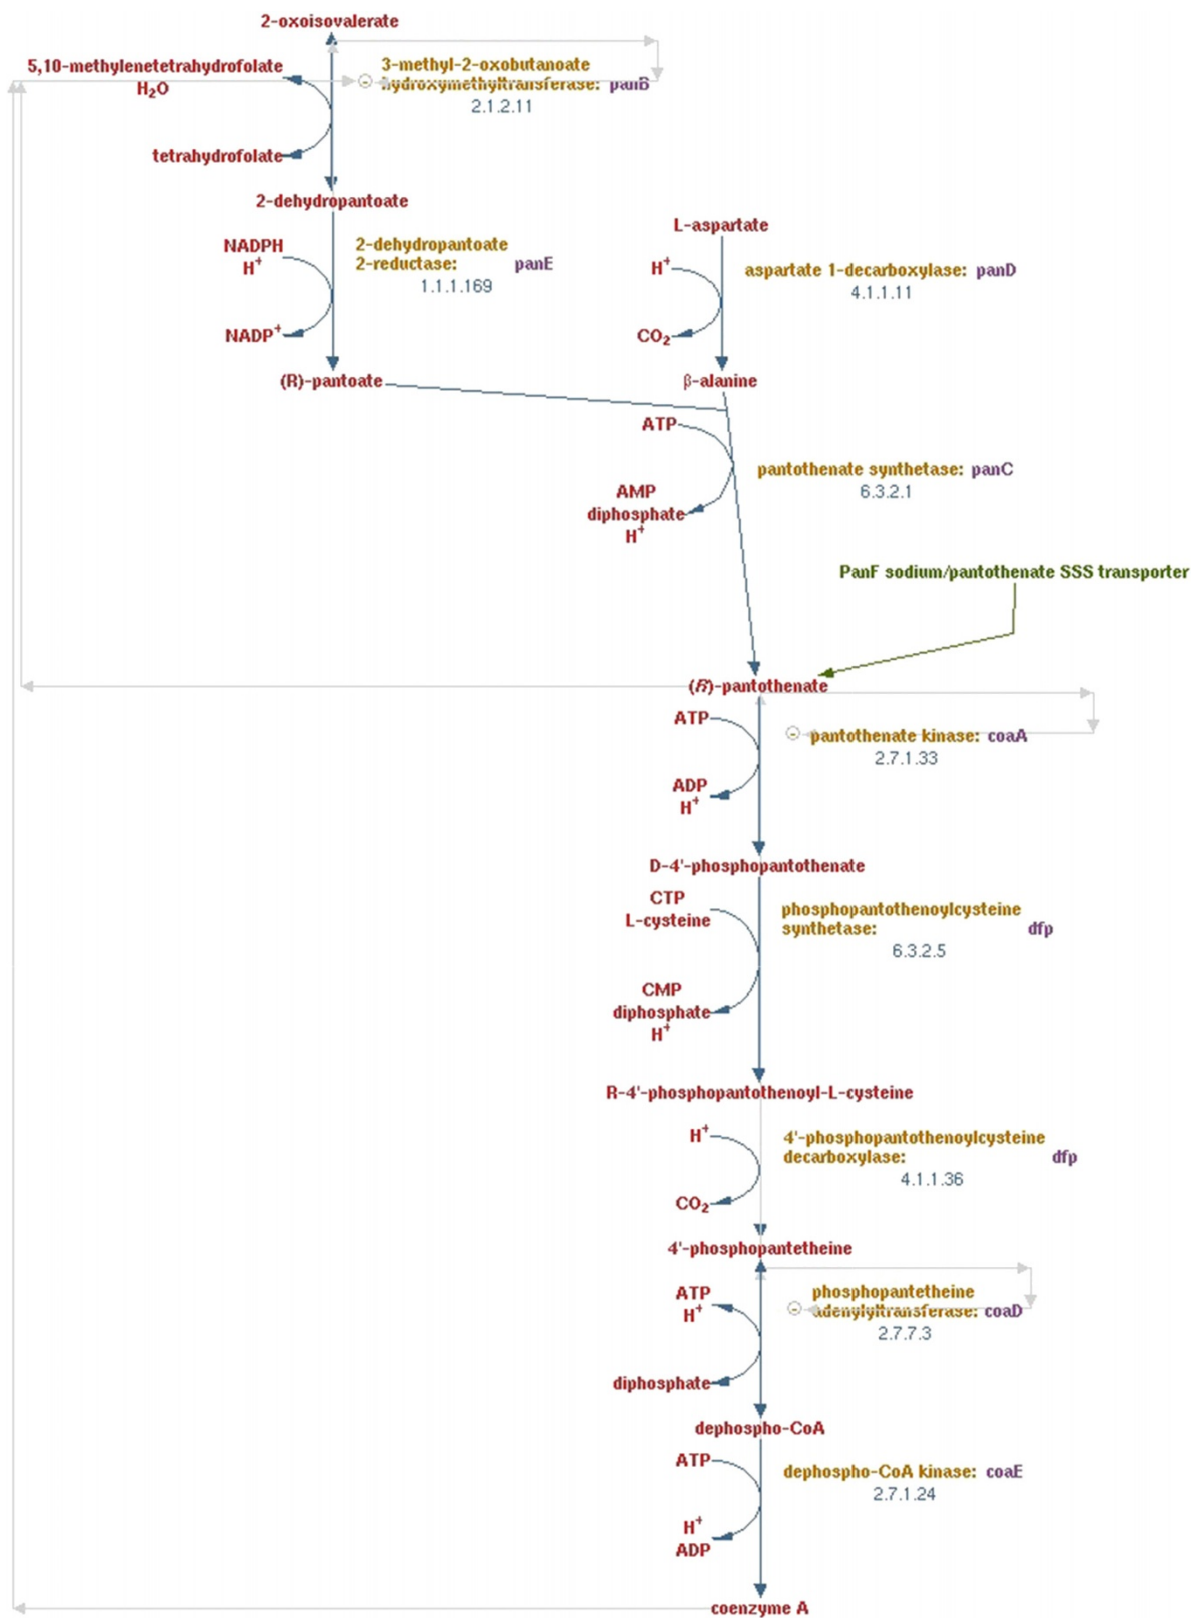 2-oxoisovalerate
5,10-methylenetetrahydrofolate
H₂O
3-methyl-2-oxobutanoate
hydroxymethyltransferase: panB
2.1.2.11
tetrahydrofolate
2-dehydropantoate
NADPH
H⁺
2-dehydropantoate
2-reductase: panE
1.1.1.169
NADP⁺
L-aspartate
H⁺
aspartate 1-decarboxylase: panD
4.1.1.11
CO₂
(R)-pantoate
β-alanine
ATP
pantothenate synthetase: panC
6.3.2.1
AMP
diphosphate
H⁺
PanF sodium/pantothenate SSS transporter
(R)-pantothenate
ATP
- pantothenate kinase: coaA
2.7.1.33
ADP
H⁺
D-4'-phosphopantothenate
CTP
L-cysteine
phosphopantothenoylcysteine
synthetase: dfp
6.3.2.5
CMP
diphosphate
H⁺
R-4'-phosphopantothenoyl-L-cysteine
H⁺
4'-phosphopantothenoylcysteine
decarboxylase: dfp
4.1.1.36
CO₂
4'-phosphopantetheine
ATP
H⁺
phosphopantetheine
- adenylyltransferase: coaD
2.7.7.3
diphosphate
dephospho-CoA
ATP
dephospho-CoA kinase: coaE
2.7.1.24
H⁺
ADP
coenzyme A